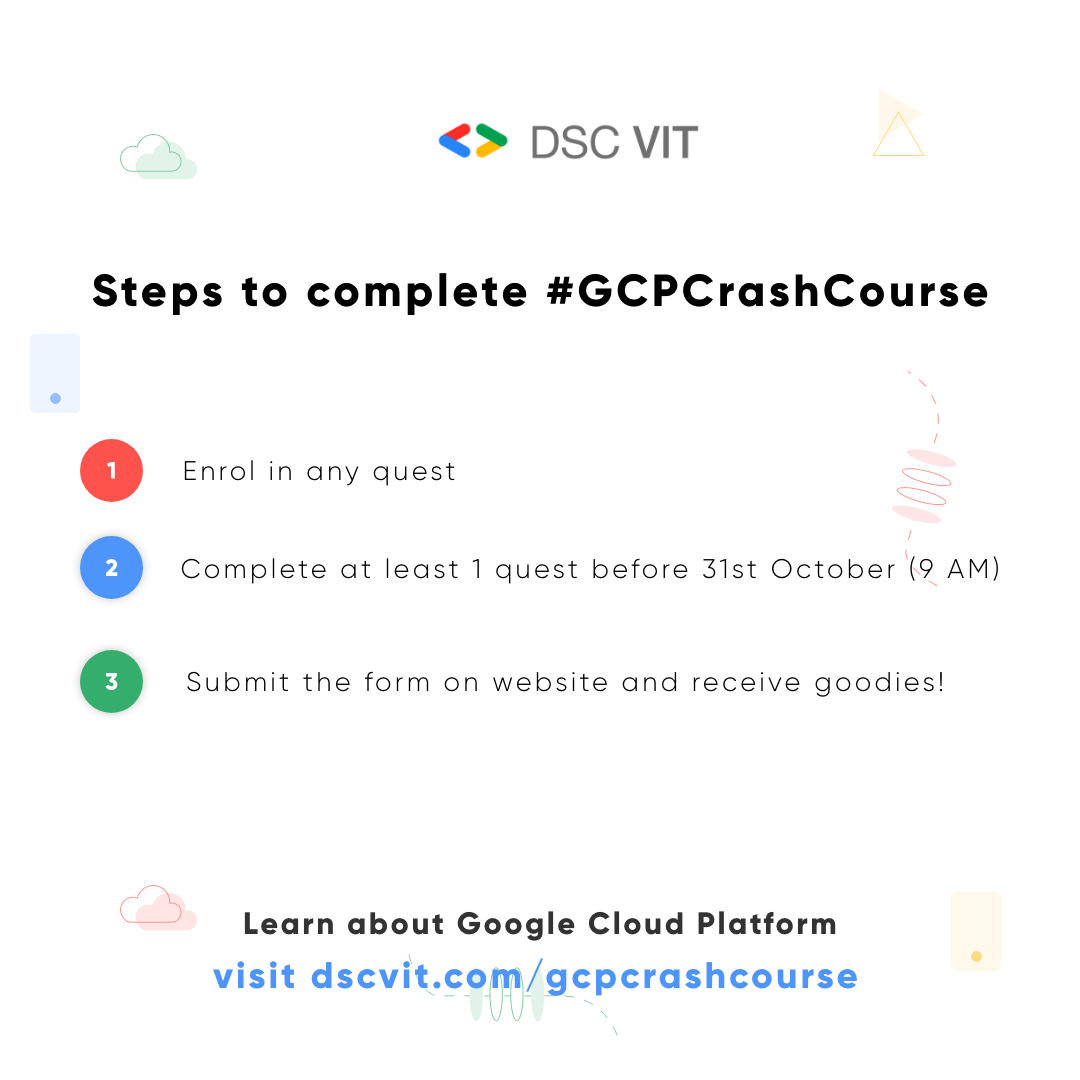 DSC VIT
Steps to complete #GCPCrashCourse
1 Enrol in any quest
2 Complete at least 1 quest before 31st October (9 AM)
3 Submit the form on website and receive goodies!
Learn about Google Cloud Platform
visit dscvit.com/gcpcrashcourse